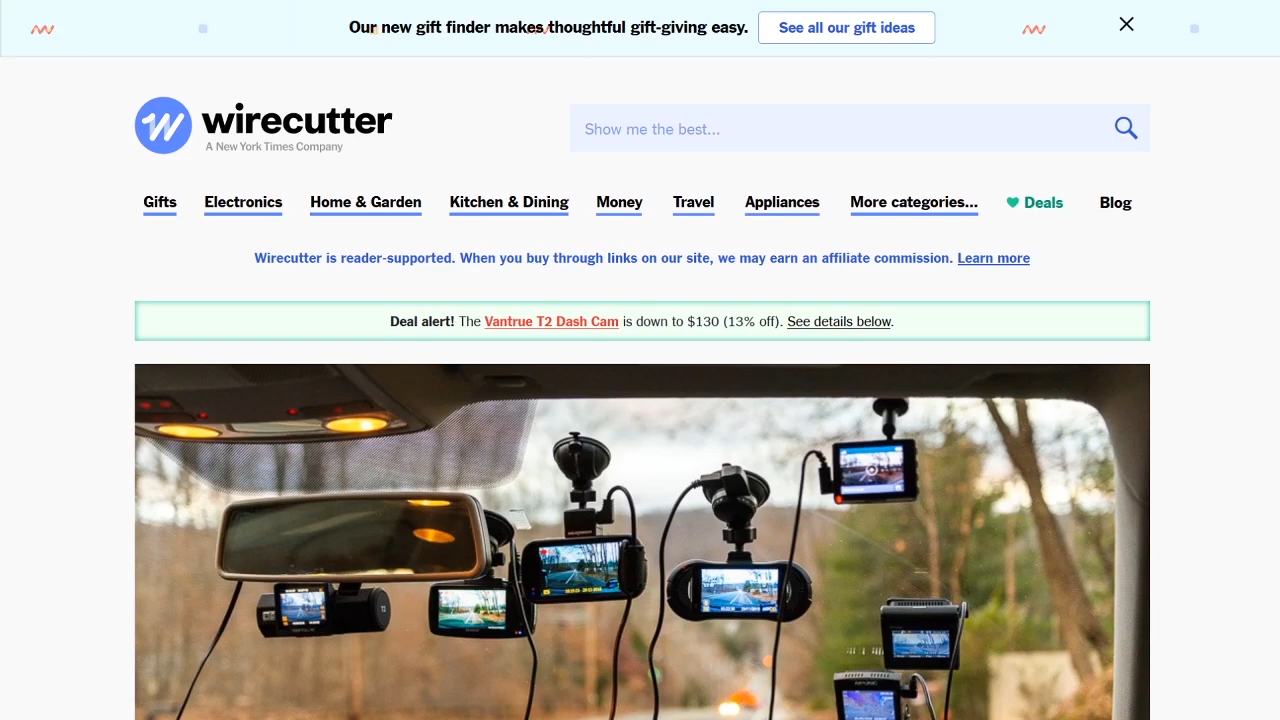 Our new gift finder makes thoughtful gift-giving easy. See all our gift ideas
wirecutter
A New York Times Company
Show me the best...
Gifts Electronics Home & Garden Kitchen & Dining Money Travel Appliances More categories... Deals Blog
Wirecutter is reader-supported. When you buy through links on our site, we may earn an affiliate commission. Learn more
Deal alert! The Vantrue T2 Dash Cam is down to $130 (13% off). See details below.
T2